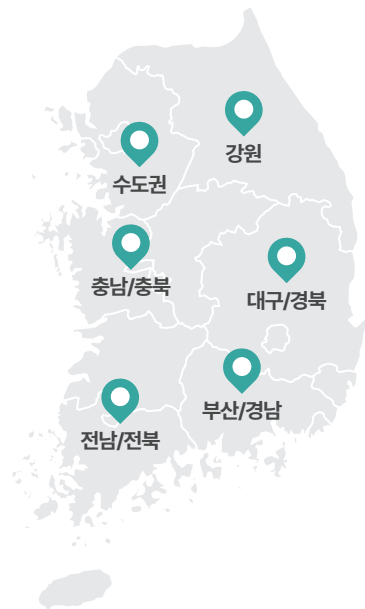 강원
수도권
충남/충북
대구/경북
부산/경남
전남/전북